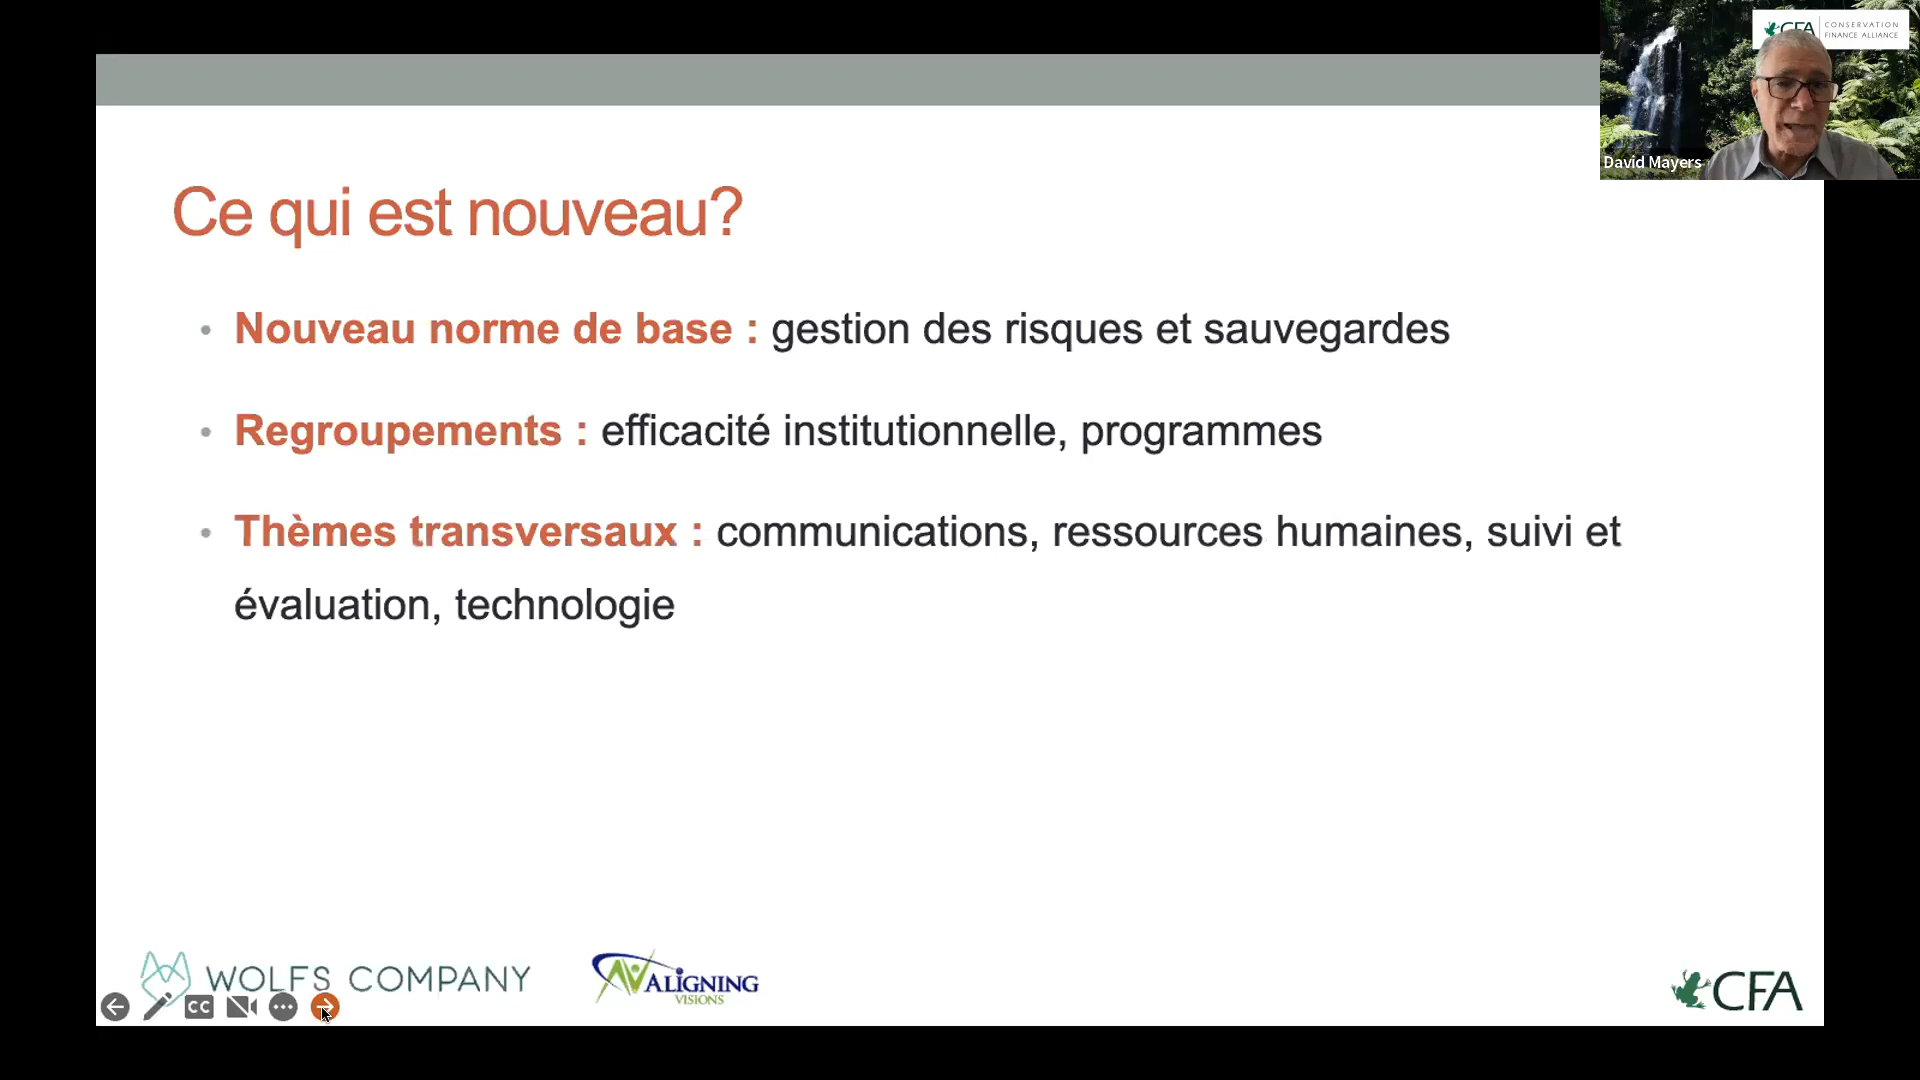 CFA CONSERVATION
FINANCE ALLIANCE
David Mayers
Ce qui est nouveau?
• Nouveau norme de base : gestion des risques et sauvegardes
• Regroupements : efficacité institutionnelle, programmes
• Thèmes transversaux : communications, ressources humaines, suivi et
évaluation, technologie
WOLFS COMPANY
ALIGNING
VISIONS
CFA
CC